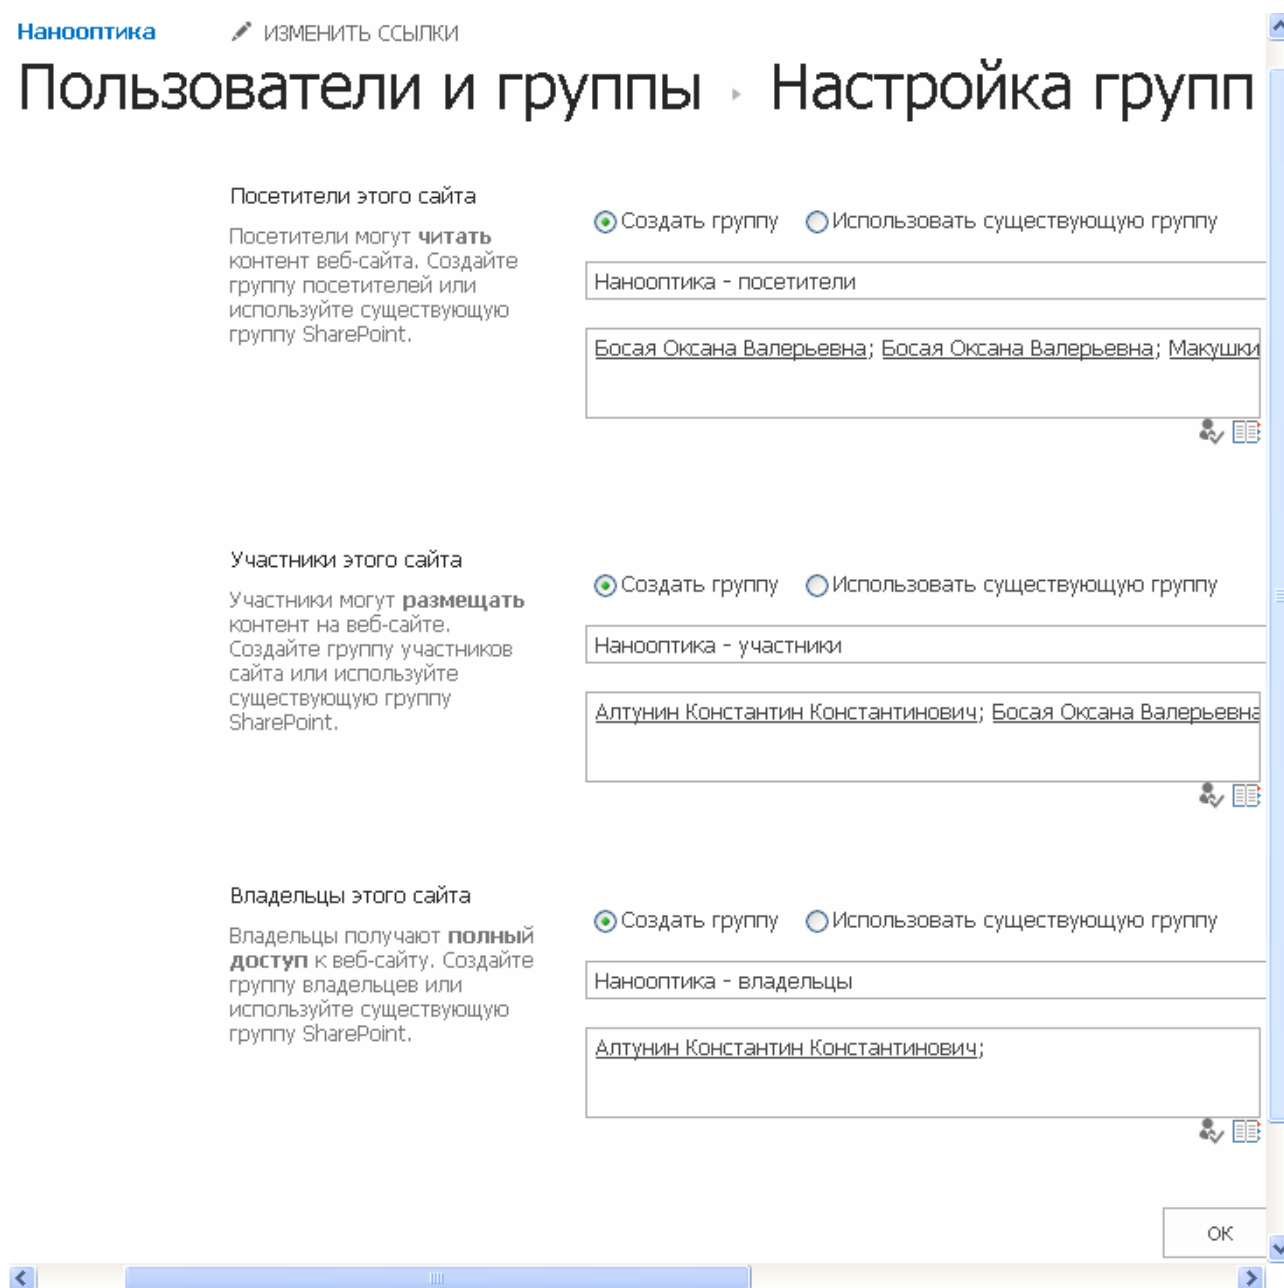 Нанооптика ИЗМЕНИТЬ ССЫЛКИ
Пользователи и группы Настройка групп
Посетители этого сайта
Создать группу Использовать существующую группу
Посетители могут читать
контент веб-сайта. Создайте
группу посетителей или
используйте существующую
группу SharePoint.
Нанооптика - посетители
Босая Оксана Валерьевна; Босая Оксана Валерьевна; Макушки
Участники этого сайта
Создать группу Использовать существующую группу
Участники могут размещать
контент на веб-сайте.
Создайте группу участников
сайта или используйте
существующую группу
SharePoint.
Нанооптика - участники
Алтунин Константин Константинович; Босая Оксана Валерьевна
Владельцы этого сайта
Создать группу Использовать существующую группу
Владельцы получают полный
доступ к веб-сайту. Создайте
группу владельцев или
используйте существующую
группу SharePoint.
Нанооптика - владельцы
Алтунин Константин Константинович;
ОК